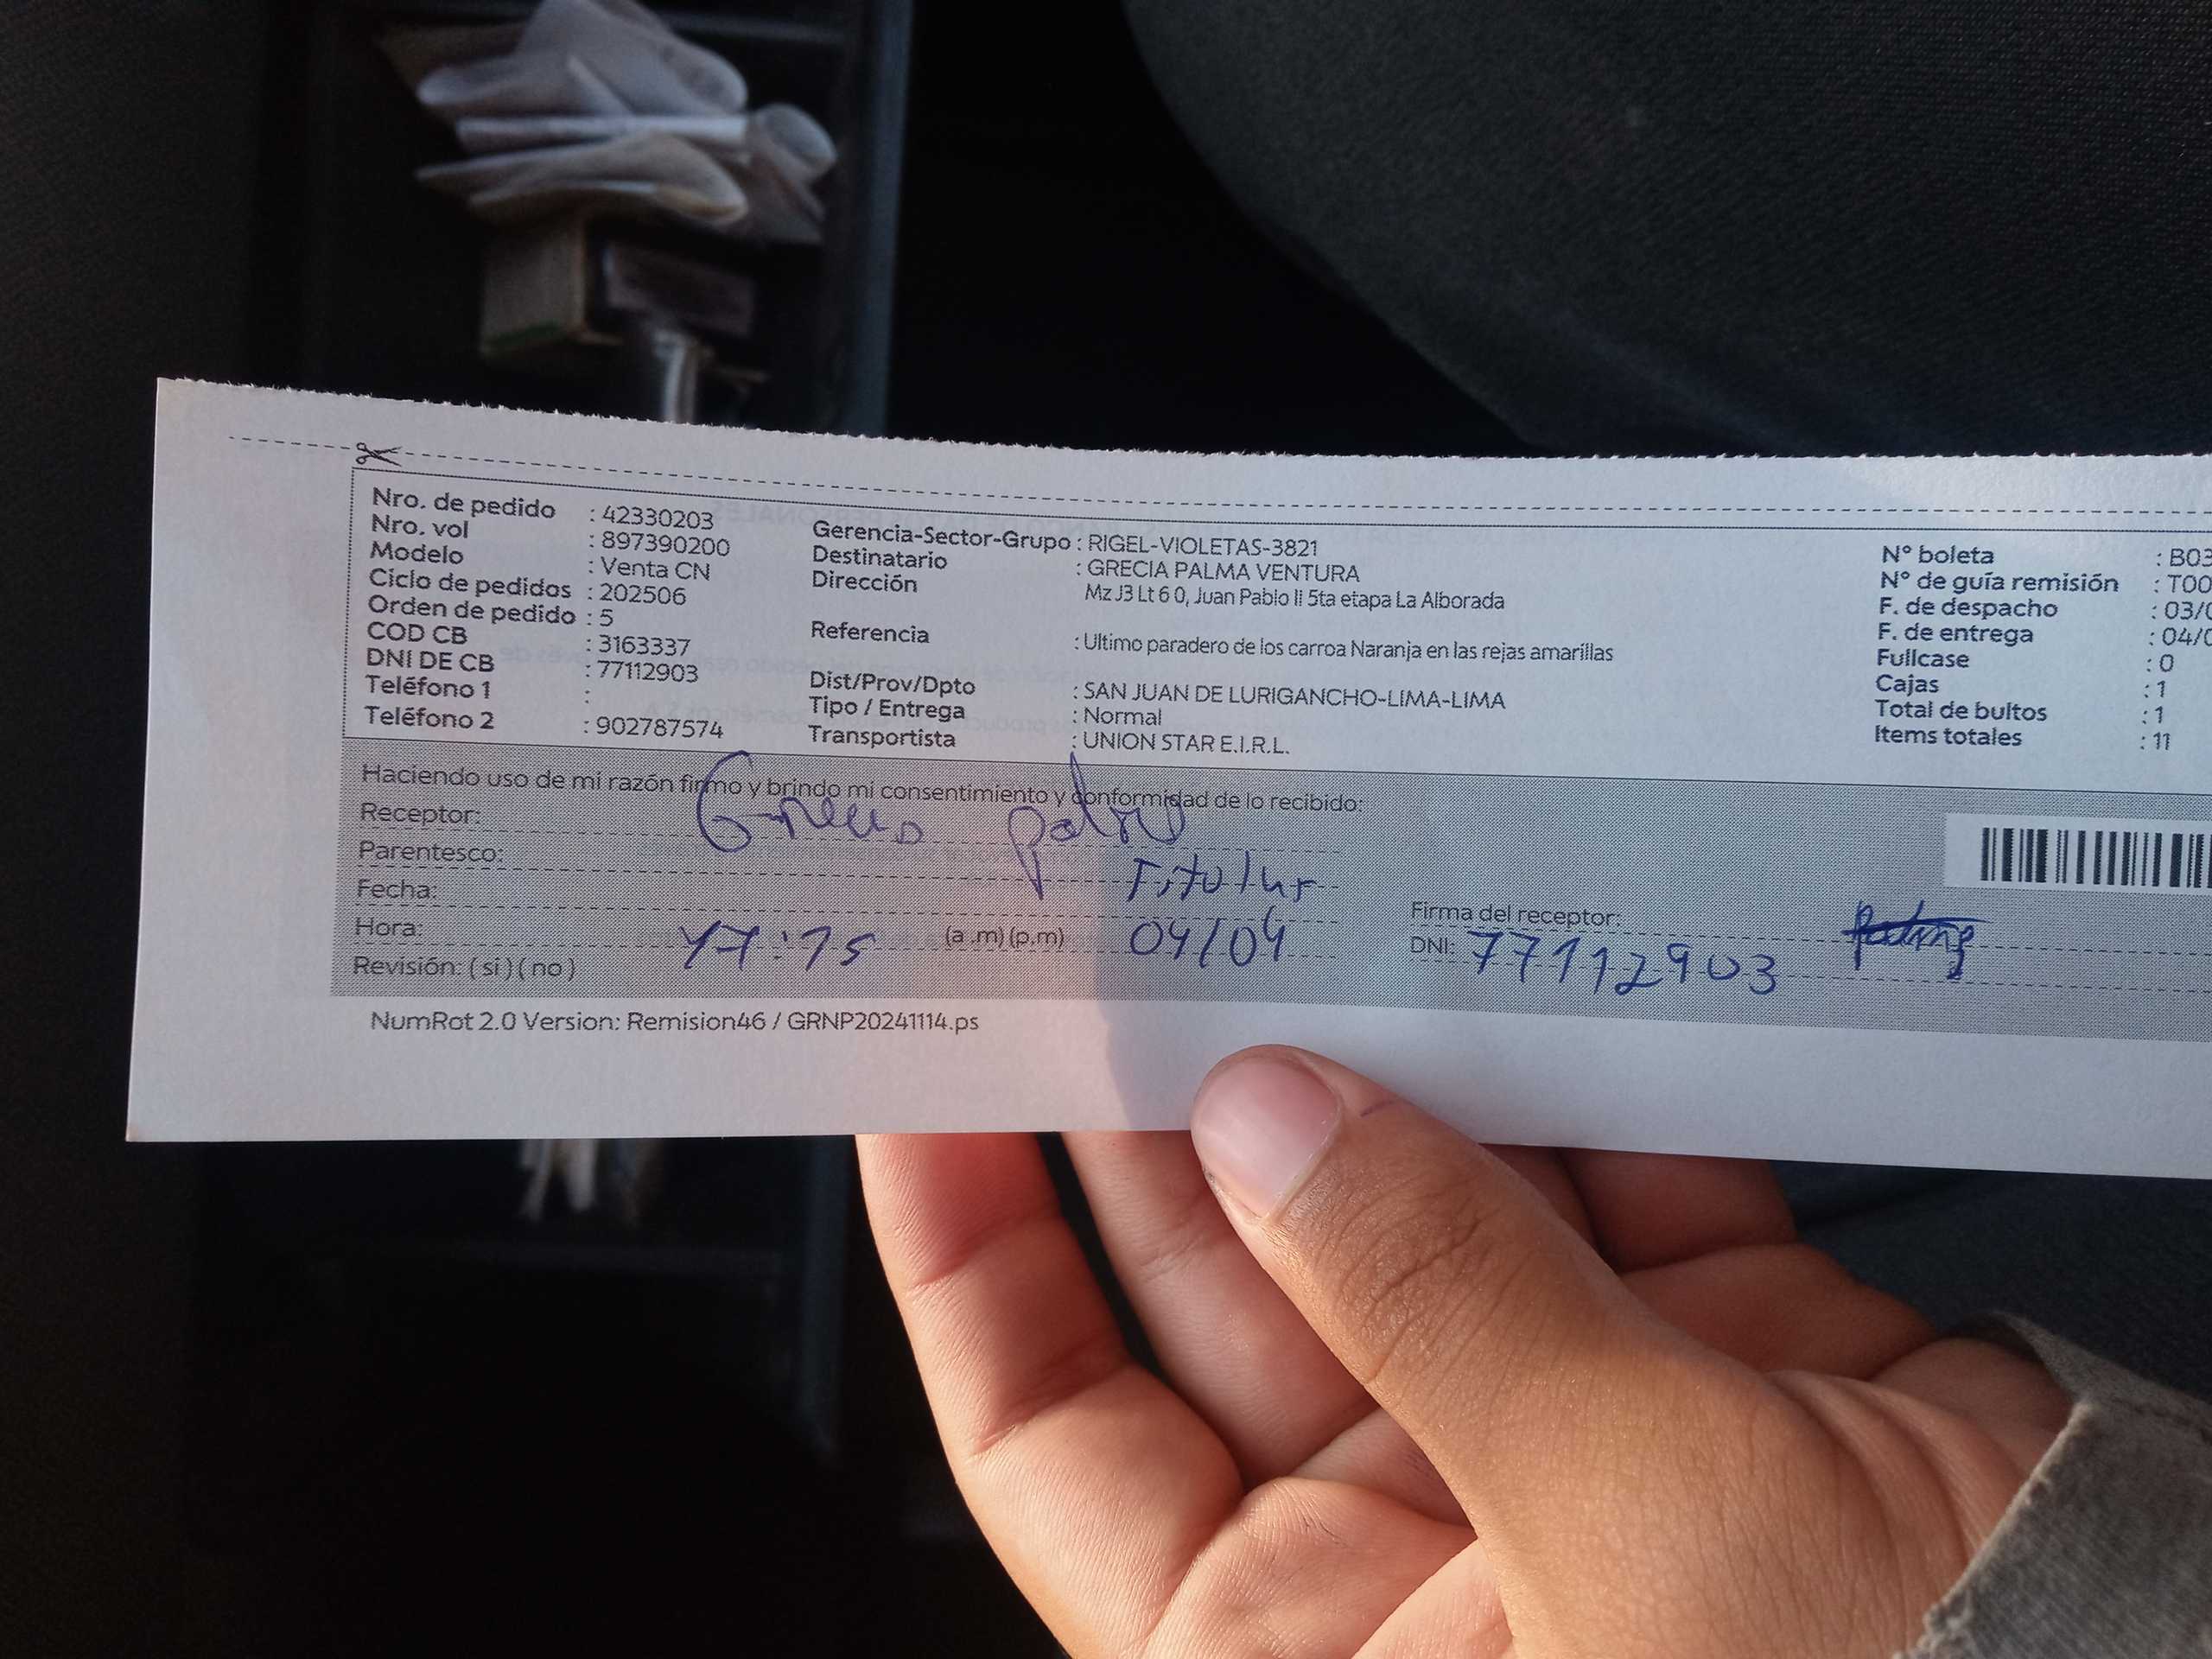 Nro. de pedido : 42330203
Nro. vol : 897390200
Modelo : Venta CN
Ciclo de pedidos : 202506
Orden de pedido : 5
COD CB : 3163337
DNI DE CB : 77112903
Teléfono 1 :
Teléfono 2 : 902787574
Gerencia-Sector-Grupo : RIGEL-VIOLETAS-3821
Destinatario : GRECIA PALMA VENTURA
Dirección Mz J3 Lt 6 0, Juan Pablo II 5ta etapa La Alborada
Referencia : Ultimo paradero de los carroa Naranja en las rejas amarillas
Dist/Prov/Dpto : SAN JUAN DE LURIGANCHO-LIMA-LIMA
Tipo / Entrega : Normal
Transportista : UNION STAR E.I.R.L.
N° boleta : B03
N° de guía remisión : T00
F. de despacho : 03/0
F. de entrega : 04/0
Fullcase : 0
Cajas : 1
Total de bultos : 1
Items totales : 11
Haciendo uso de mi razón firmo y brindo mi consentimiento y conformidad de lo recibido:
Receptor: Grecia palma
Parentesco: Titular
Fecha: 04/04
Hora: 17:15 (a .m) (p.m)
Revisión: ( si ) ( no )
Firma del receptor:
DNI: 77112903
NumRot 2.0 Version: Remision46 / GRNP20241114.ps